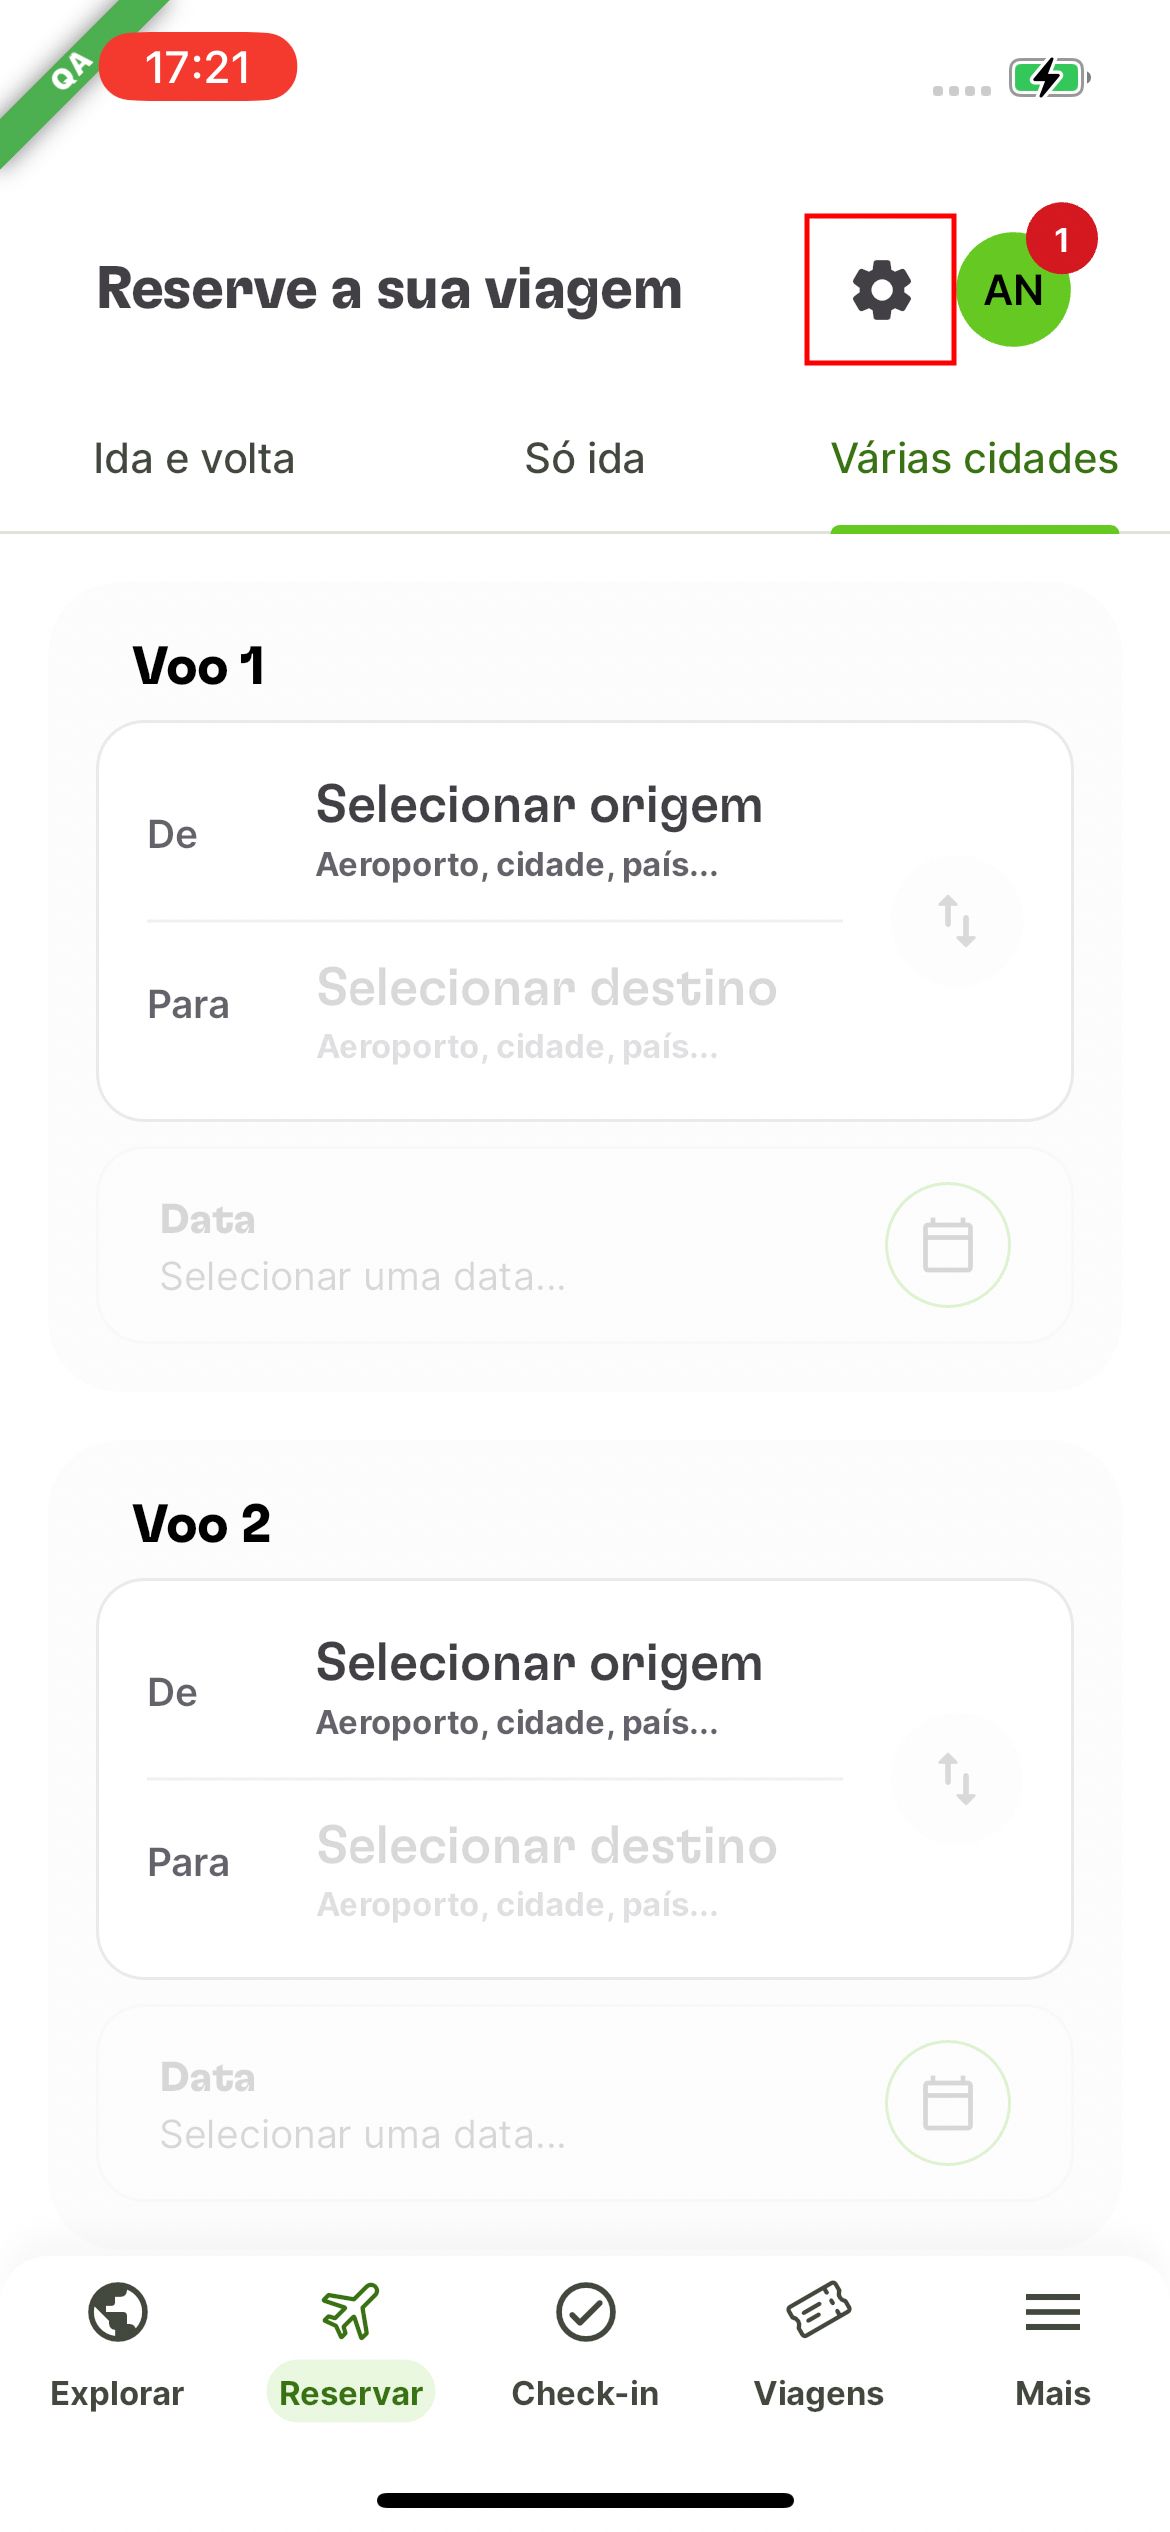 QA
17:21
Reserve a sua viagem
AN
1
Ida e volta
Só ida
Várias cidades
Voo 1
De
Selecionar origem
Aeroporto, cidade, país...
Para
Selecionar destino
Aeroporto, cidade, país...
Data
Selecionar uma data...
Voo 2
De
Selecionar origem
Aeroporto, cidade, país...
Para
Selecionar destino
Aeroporto, cidade, país...
Data
Selecionar uma data...
Explorar
Reservar
Check-in
Viagens
Mais